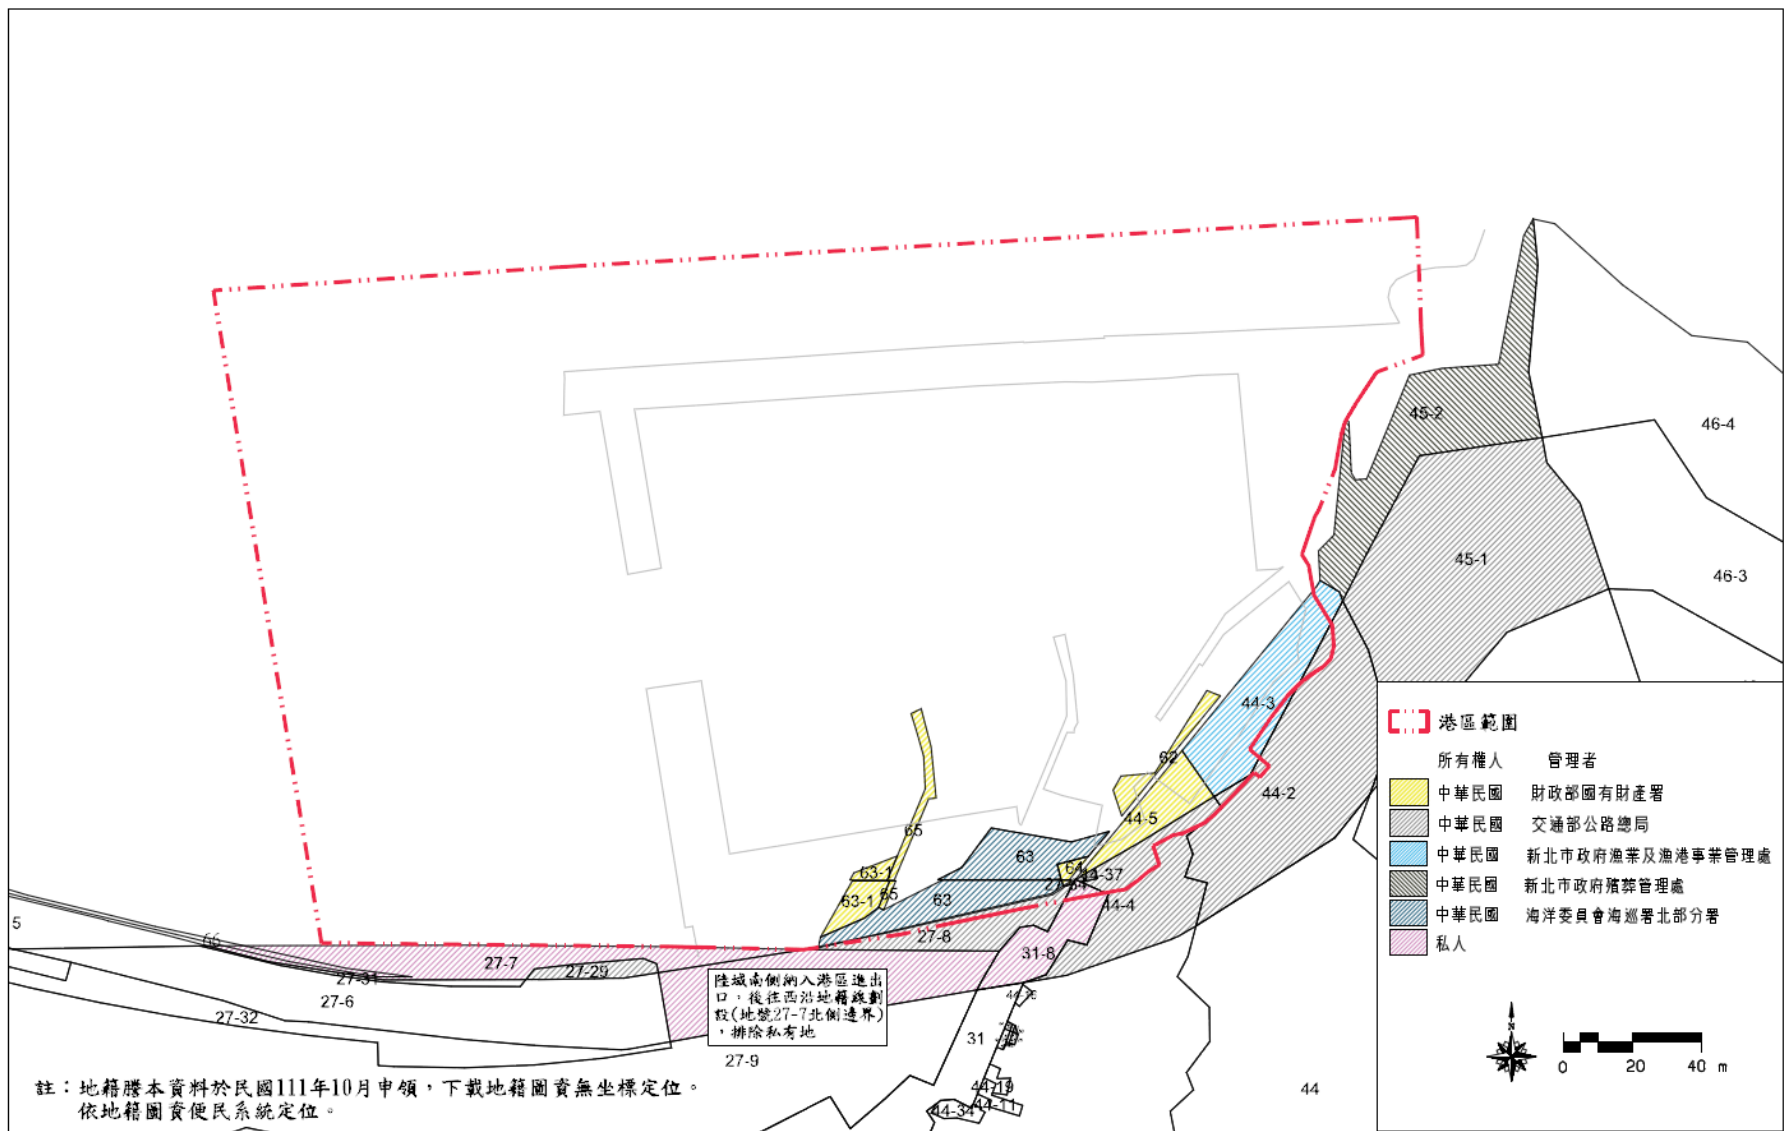 45-2
46-4
45-1
46-3
44-3
62
44-2
44-5
65
63
63-1
64
44-37
65
27-34
63-1
63
44-4
5
66
27-8
27-7
31-8
27-31
27-29
27-6
27-32
陸域南側納入港區進出
口，後往西沿地籍線劃
設(地號27-7北側邊界)
，排除私有地
31
27-9
44-19
44-11
44-34
44
港區範圍
所有權人 管理者
中華民國 財政部國有財產署
中華民國 交通部公路總局
中華民國 新北市政府漁業及漁港事業管理處
中華民國 新北市政府殯葬管理處
中華民國 海洋委員會海巡署北部分署
私人
N
0 20 40 m
註：地籍謄本資料於民國111年10月申領，下載地籍圖資無坐標定位。
依地籍圖資便民系統定位。